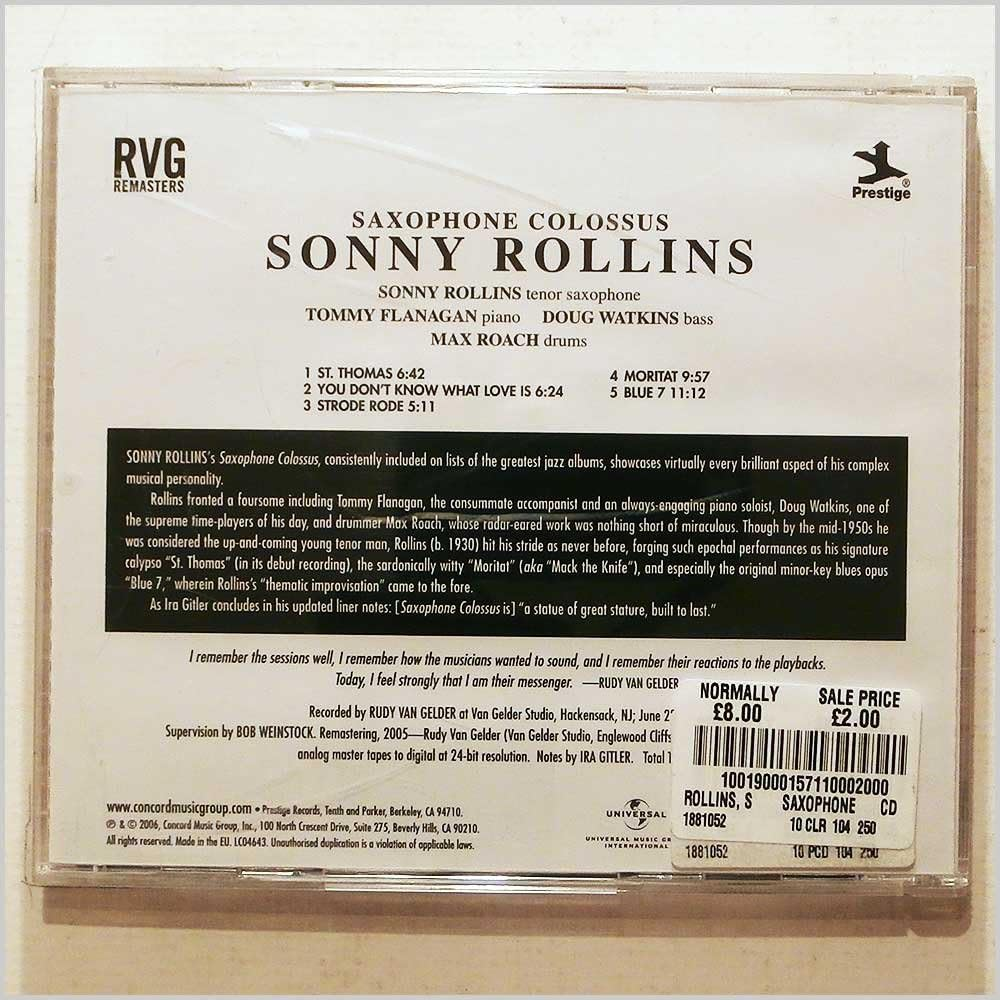 RVG
REMASTERS
Prestige®
SAXOPHONE COLOSSUS
SONNY ROLLINS
SONNY ROLLINS tenor saxophone
TOMMY FLANAGAN piano DOUG WATKINS bass
MAX ROACH drums
1 ST. THOMAS 6:42
2 YOU DON'T KNOW WHAT LOVE IS 6:24
3 STRODE RODE 5:11
4 MORITAT 9:57
5 BLUE 7 11:12
SONNY ROLLINS's Saxophone Colossus, consistently included on lists of the greatest jazz albums, showcases virtually every brilliant aspect of his complex
musical personality.
Rollins fronted a foursome including Tommy Flanagan, the consummate accompanist and an always-engaging piano soloist, Doug Watkins, one of
the supreme time-players of his day, and drummer Max Roach, whose radar-eared work was nothing short of miraculous. Though by the mid-1950s he
was considered the up-and-coming young tenor man, Rollins (b. 1930) hit his stride as never before, forging such epochal performances as his signature
calypso "St. Thomas" (in its debut recording), the sardonically witty "Moritat" (aka "Mack the Knife"), and especially the original minor-key blues opus
"Blue 7," wherein Rollins's "thematic improvisation" came to the fore.
As Ira Gitler concludes in his updated liner notes: [Saxophone Colossus is] "a statue of great stature, built to last."
I remember the sessions well, I remember how the musicians wanted to sound, and I remember their reactions to the playbacks.
Today, I feel strongly that I am their messenger. —RUDY VAN GELDER
Recorded by RUDY VAN GELDER at Van Gelder Studio, Hackensack, NJ; June 2
Supervision by BOB WEINSTOCK. Remastering, 2005—Rudy Van Gelder (Van Gelder Studio, Englewood Cliffs
analog master tapes to digital at 24-bit resolution. Notes by IRA GITLER. Total
www.concordmusicgroup.com • Prestige Records, Tenth and Parker, Berkeley, CA 94710.
℗ & © 2006, Concord Music Group, Inc., 100 North Crescent Drive, Suite 275, Beverly Hills, CA 90210.
All rights reserved. Made in the EU. LC04643. Unauthorised duplication is a violation of applicable laws.
UNIVERSAL
UNIVERSAL MUSIC GR
INTERNATIONAL
NORMALLY SALE PRICE
£8.00 £2.00
10019000157110002000
ROLLINS, S SAXOPHONE CD
1881052 10 CLR 104 250
1881052 10 PCD 104 250